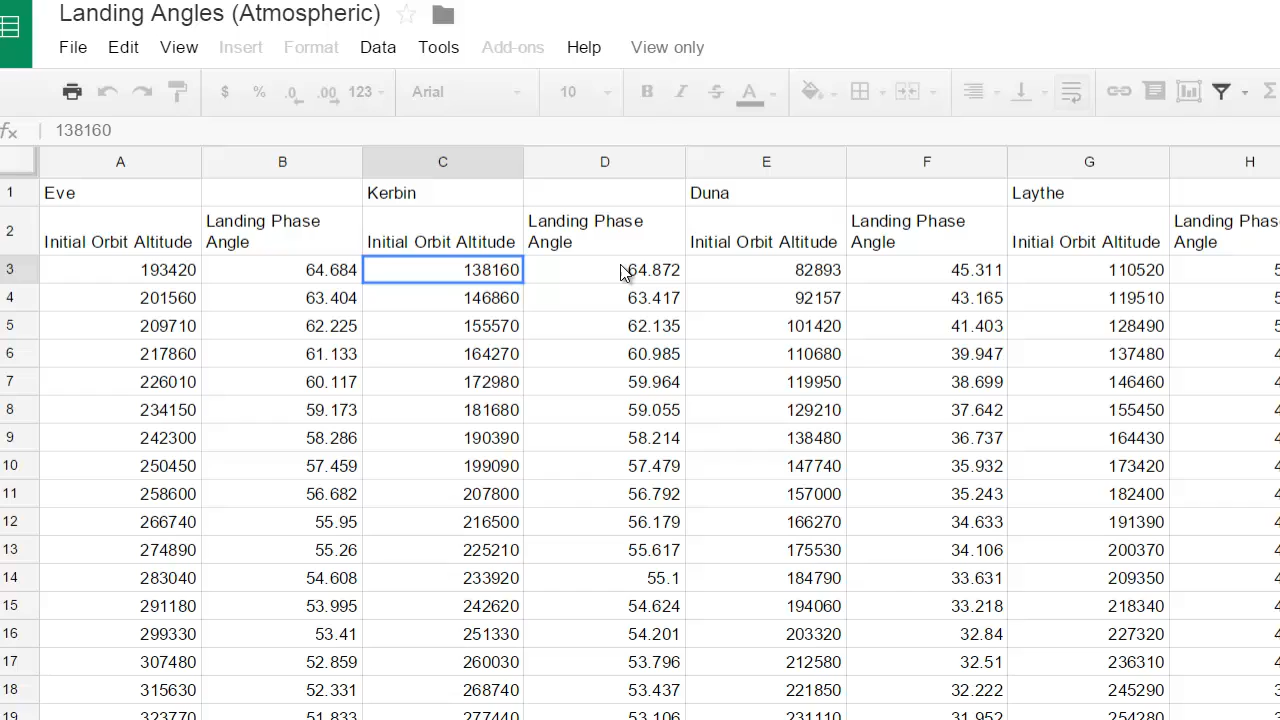 Landing Angles (Atmospheric)
File Edit View Insert Format Data Tools Add-ons Help View only
$ % .0 .00 123 Arial 10 B I S A Σ
fx 138160
A B C D E F G H
1 Eve Kerbin Duna Laythe
Landing Phase Landing Phase Landing Phase Landing Phase
2 Initial Orbit Altitude Angle Initial Orbit Altitude Angle Initial Orbit Altitude Angle Initial Orbit Altitude Angle
3 193420 64.684 138160 64.872 82893 45.311 110520
4 201560 63.404 146860 63.417 92157 43.165 119510
5 209710 62.225 155570 62.135 101420 41.403 128490
6 217860 61.133 164270 60.985 110680 39.947 137480
7 226010 60.117 172980 59.964 119950 38.699 146460
8 234150 59.173 181680 59.055 129210 37.642 155450
9 242300 58.286 190390 58.214 138480 36.737 164430
10 250450 57.459 199090 57.479 147740 35.932 173420
11 258600 56.682 207800 56.792 157000 35.243 182400
12 266740 55.95 216500 56.179 166270 34.633 191390
13 274890 55.26 225210 55.617 175530 34.106 200370
14 283040 54.608 233920 55.1 184790 33.631 209350
15 291180 53.995 242620 54.624 194060 33.218 218340
16 299330 53.41 251330 54.201 203320 32.84 227320
17 307480 52.859 260030 53.796 212580 32.51 236310
18 315630 52.331 268740 53.437 221850 32.222 245290
19 323770 51.833 277440 53.106 231110 31.952 254280